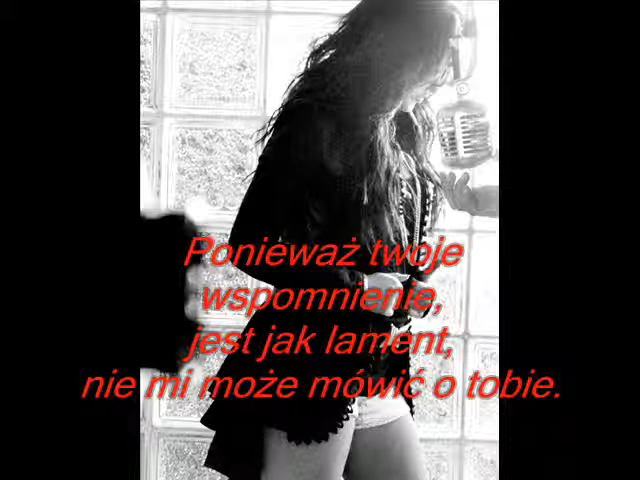 Ponieważ twoje
wspomnienie,
jest jak lament,
nie mi może mówić o tobie.